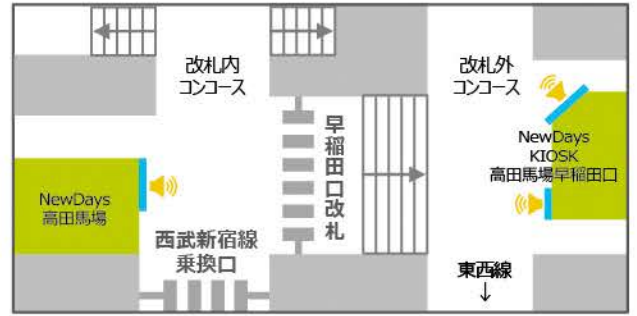 改札内
コンコース
改札外
コンコース
早稲田口改札
NewDays
KIOSK
高田馬場早稲田口
NewDays
高田馬場
西武新宿線
乗換口
東西線
↓